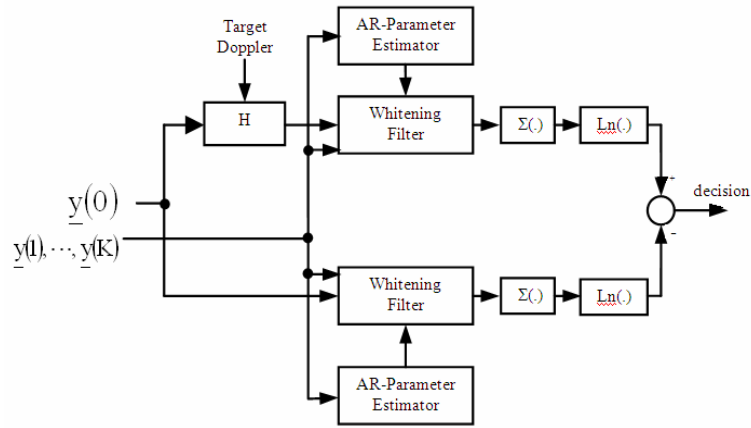 Target
Doppler
AR-Parameter
Estimator
H
Whitening
Filter
Σ(.)
Ln(.)
-
decision
y(0)
y(1),⋯,y(K)
-
Whitening
Filter
Σ(.)
Ln(.)
AR-Parameter
Estimator